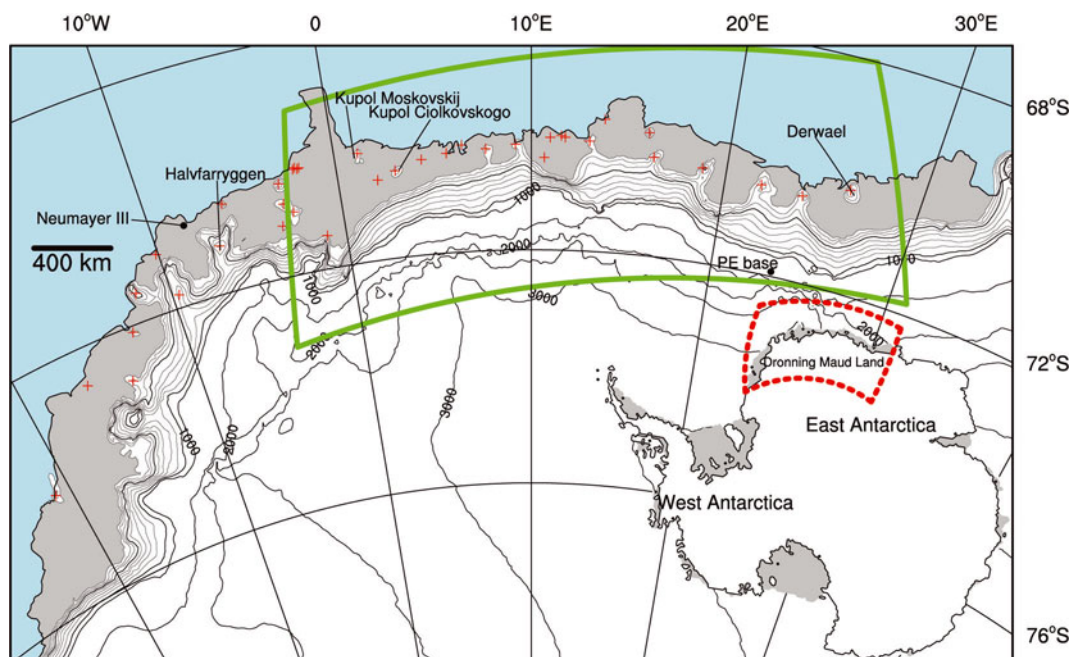 10°W
0
10°E
20°E
30°E
68°S
Kupol Moskovskij
Kupol Ciolkovskogo
Derwael
Halvfarryggen
Neumayer III
400 km
1000
1000
2000
PE base
1000
3000
2000
2000
Dronning Maud Land
72°S
3000
East Antarctica
1000
2000
West Antarctica
76°S